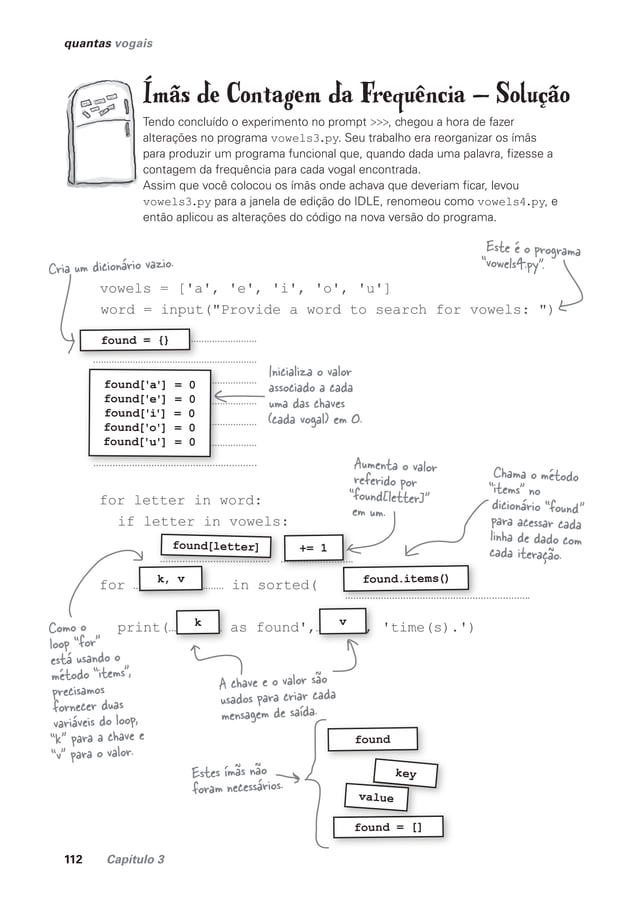 quantas vogais
Ímãs de Contagem da Frequência — Solução
Tendo concluído o experimento no prompt >>>, chegou a hora de fazer
alterações no programa vowels3.py. Seu trabalho era reorganizar os ímãs
para produzir um programa funcional que, quando dada uma palavra, fizesse a
contagem da frequência para cada vogal encontrada.
Assim que você colocou os ímãs onde achava que deveriam ficar, levou
vowels3.py para a janela de edição do IDLE, renomeou como vowels4.py, e
então aplicou as alterações do código na nova versão do programa.
Este é o programa
"vowels4.py".
Cria um dicionário vazio.
vowels = ['a', 'e', 'i', 'o', 'u']
word = input("Provide a word to search for vowels: ")
found = {}
found['a'] = 0
found['e'] = 0
found['i'] = 0
found['o'] = 0
found['u'] = 0
Inicializa o valor
associado a cada
uma das chaves
(cada vogal) em 0.
Aumenta o valor
referido por
"found[letter]"
em um.
Chama o método
"items" no
dicionário "found"
para acessar cada
linha de dado com
cada iteração.
for letter in word:
if letter in vowels:
found[letter] += 1
for k, v in sorted( found.items()
print( k as found', v , 'time(s).')
Como o
loop "for"
está usando o
método "items",
precisamos
fornecer duas
variáveis do loop,
"k" para a chave e
"v" para o valor.
A chave e o valor são
usados para criar cada
mensagem de saída.
Estes ímãs não
foram necessários.
found
key
value
found = []
112 Capítulo 3